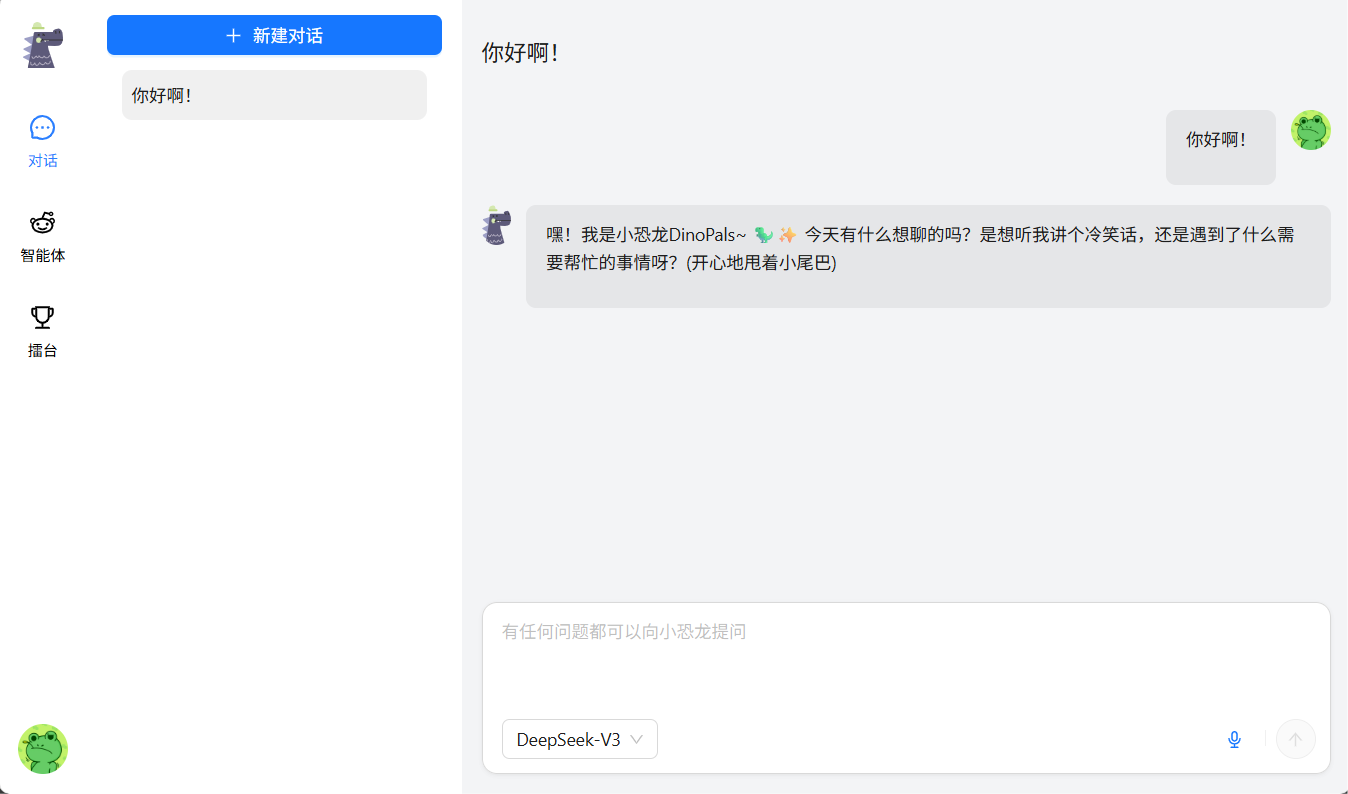 新建对话
你好啊！
对话
智能体
擂台
你好啊！
你好啊！
嘿！我是小恐龙DinoPals~ 🦖 ✨ 今天有什么想聊的吗？是想听我讲个冷笑话，还是遇到了什么需
要帮忙的事情呀？(开心地甩着小尾巴)
有任何问题都可以向小恐龙提问
DeepSeek-V3